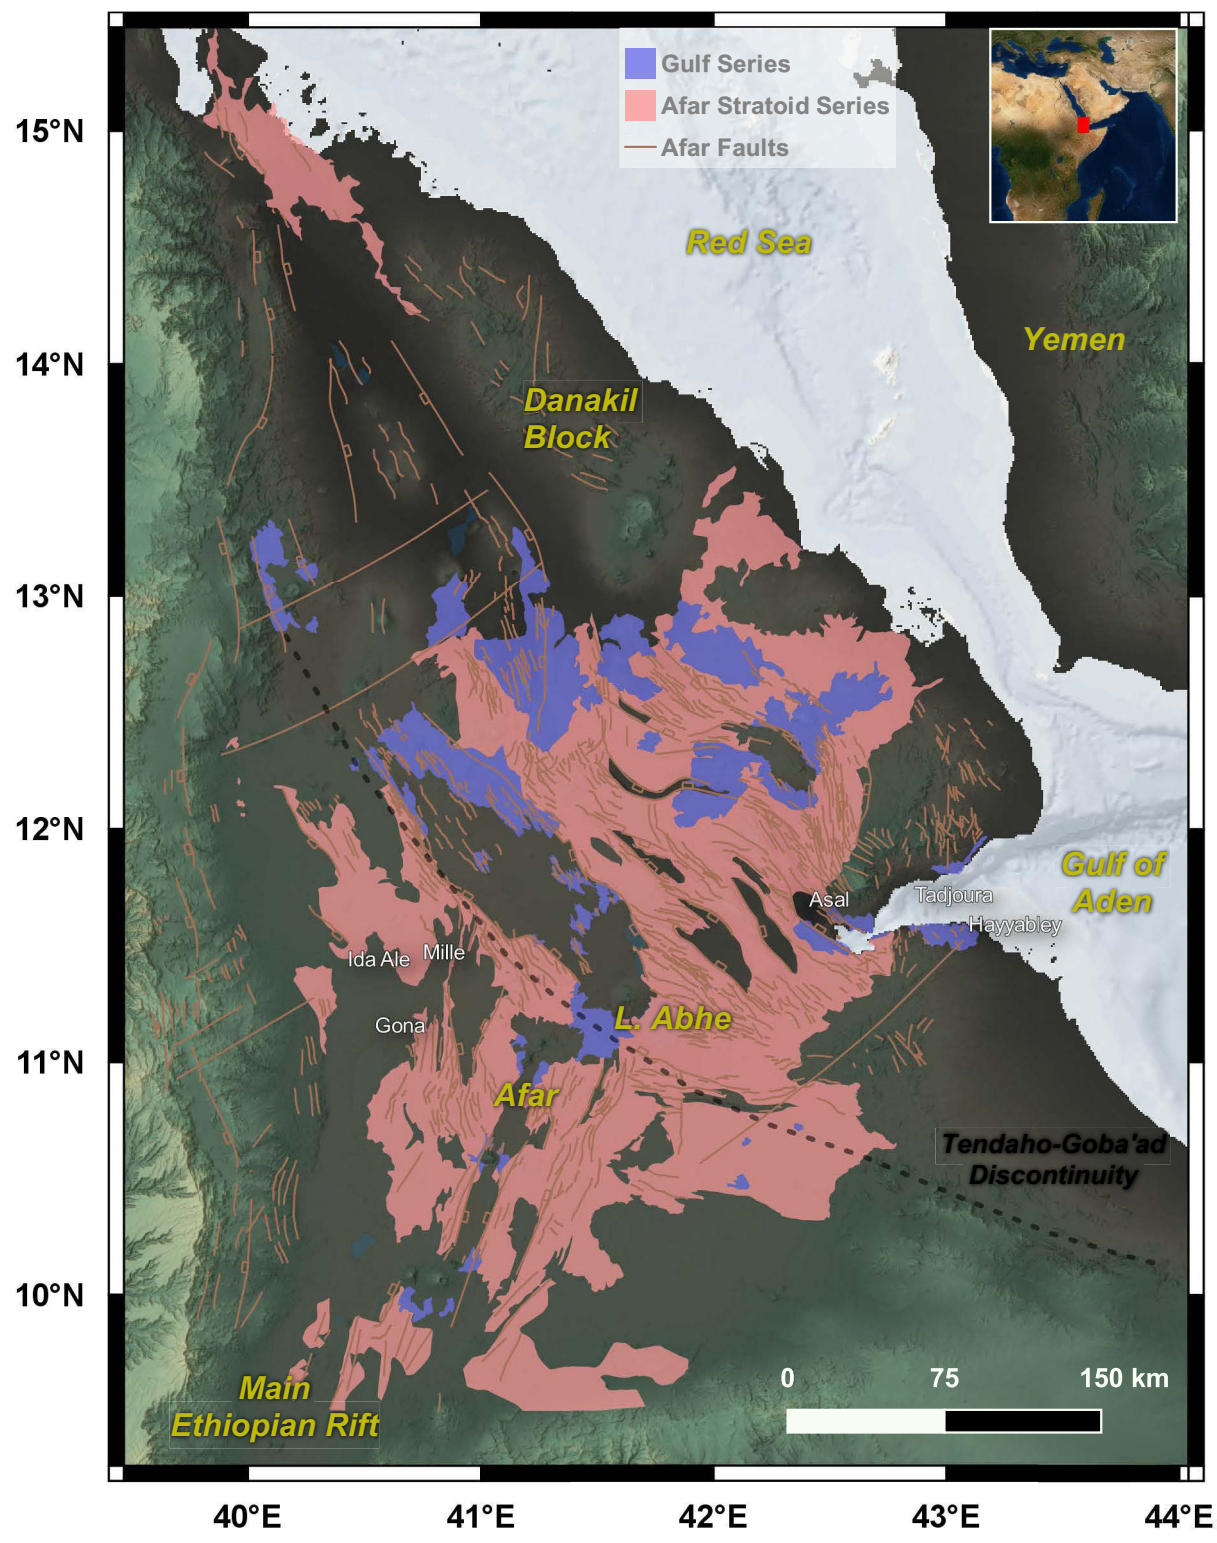 Gulf Series
Afar Stratoid Series
Afar Faults
15°N
Red Sea
Yemen
14°N
Danakil
Block
13°N
12°N
Gulf of
Aden
Asal
Tadjoura
Hayyabley
Ida Ale
Mille
Gona
L. Abhe
11°N
Afar
Tendaho-Goba'ad
Discontinuity
10°N
0
75
150 km
Main
Ethiopian Rift
40°E
41°E
42°E
43°E
44°E